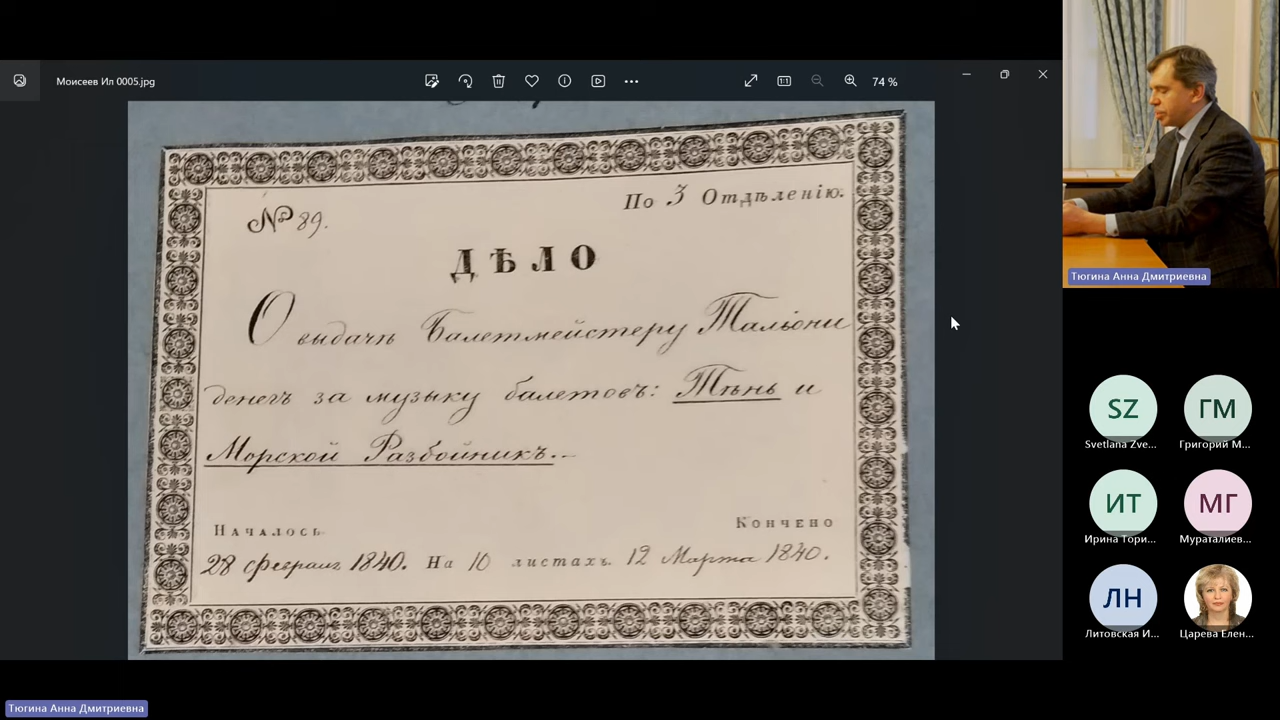 Моисеев Ил 0005.jpg
74 %
По 3 Отдѣленію.
№ 89.
ДѢЛО
О выдачѣ Балетмейстеру Тальіони
денегъ за музыку балетовъ: Тѣнь и
Морской Разбойникъ.
Началось
Кончено
28 февраля 1840. На 10 листахъ. 12 Марта 1840.
Тюгина Анна Дмитриевна
SZ
ГМ
Svetlana Zve...
Григорий М...
ИТ
МГ
Ирина Тори...
Мураталиев...
ЛН
Литовская И...
Царева Елен...
Тюгина Анна Дмитриевна